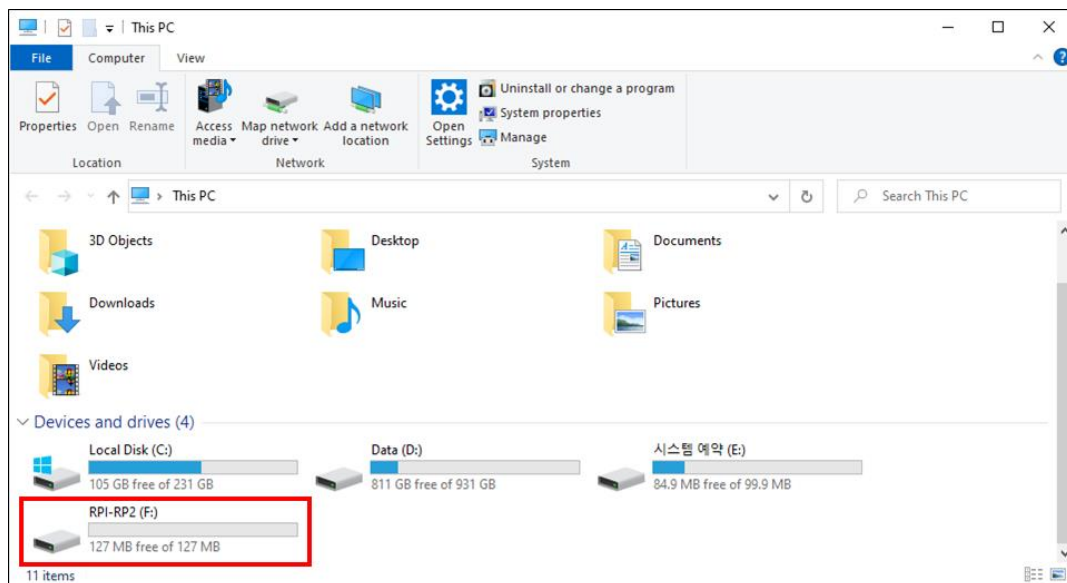 This PC
File Computer View
Properties Open Rename Access media Map network drive Add a network location Open Settings Uninstall or change a program
System properties
Manage
Location Network System
This PC Search This PC
3D Objects Desktop Documents
Downloads Music Pictures
Videos
Devices and drives (4)
Local Disk (C:) Data (D:) 시스템 예약 (E:)
105 GB free of 231 GB 811 GB free of 931 GB 84.9 MB free of 99.9 MB
RPI-RP2 (F:)
127 MB free of 127 MB
11 items